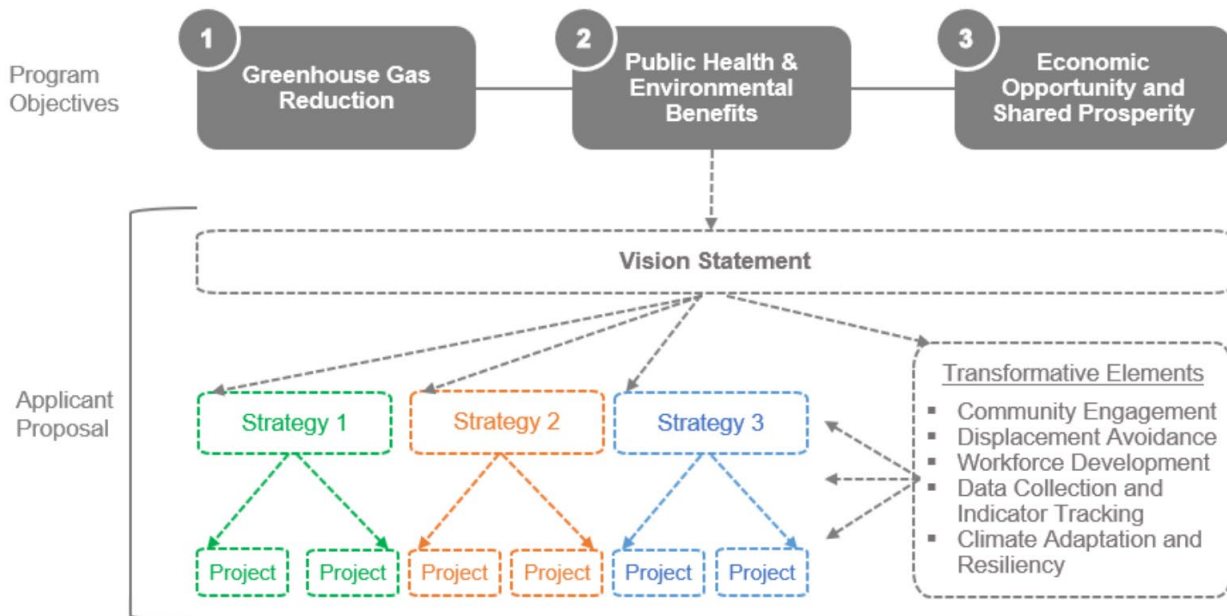 Program
Objectives
1
Greenhouse Gas
Reduction
2
Public Health &
Environmental
Benefits
3
Economic
Opportunity and
Shared Prosperity
Applicant
Proposal
Vision Statement
Strategy 1
Strategy 2
Strategy 3
Project
Project
Project
Project
Project
Project
Transformative Elements
▪ Community Engagement
▪ Displacement Avoidance
▪ Workforce Development
▪ Data Collection and
Indicator Tracking
▪ Climate Adaptation and
Resiliency